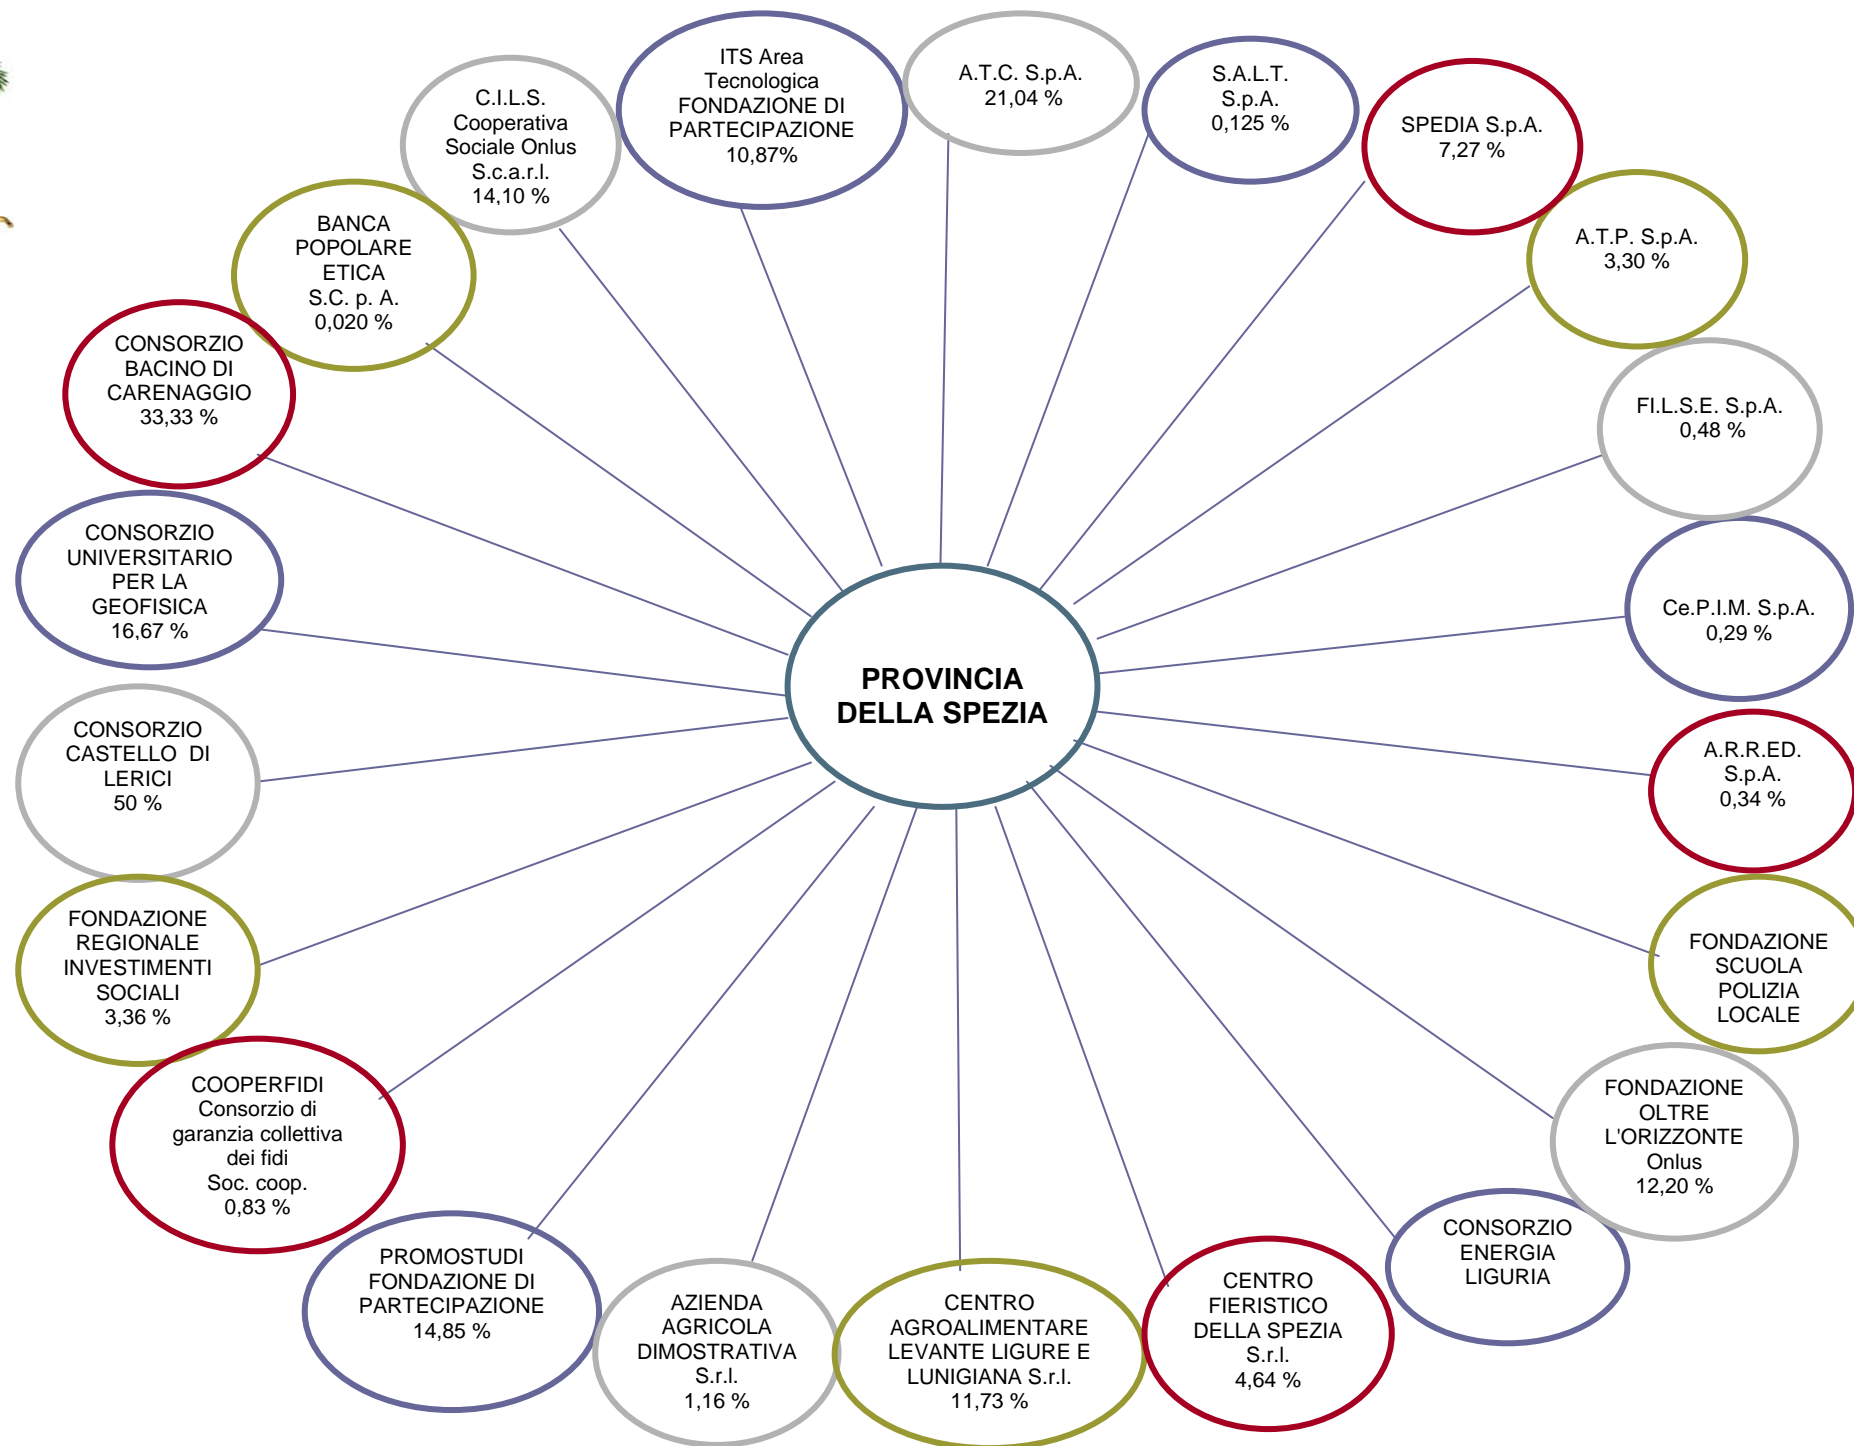 ITS Area
Tecnologica
FONDAZIONE DI
PARTECIPAZIONE
10,87%
A.T.C. S.p.A.
21,04 %
S.A.L.T.
S.p.A.
0,125 %
SPEDIA S.p.A.
7,27 %
A.T.P. S.p.A.
3,30 %
FI.L.S.E. S.p.A.
0,48 %
Ce.P.I.M. S.p.A.
0,29 %
A.R.R.ED.
S.p.A.
0,34 %
FONDAZIONE
SCUOLA
POLIZIA
LOCALE
FONDAZIONE
OLTRE
L'ORIZZONTE
Onlus
12,20 %
CONSORZIO
ENERGIA
LIGURIA
CENTRO
FIERISTICO
DELLA SPEZIA
S.r.l.
4,64 %
CENTRO
AGROALIMENTARE
LEVANTE LIGURE E
LUNIGIANA S.r.l.
11,73 %
AZIENDA
AGRICOLA
DIMOSTRATIVA
S.r.l.
1,16 %
PROMOSTUDI
FONDAZIONE DI
PARTECIPAZIONE
14,85 %
COOPERFIDI
Consorzio di
garanzia collettiva
dei fidi
Soc. coop.
0,83 %
FONDAZIONE
REGIONALE
INVESTIMENTI
SOCIALI
3,36 %
CONSORZIO
CASTELLO DI
LERICI
50 %
CONSORZIO
UNIVERSITARIO
PER LA
GEOFISICA
16,67 %
CONSORZIO
BACINO DI
CARENAGGIO
33,33 %
BANCA
POPOLARE
ETICA
S.C. p. A.
0,020 %
C.I.L.S.
Cooperativa
Sociale Onlus
S.c.a.r.l.
14,10 %
PROVINCIA
DELLA SPEZIA